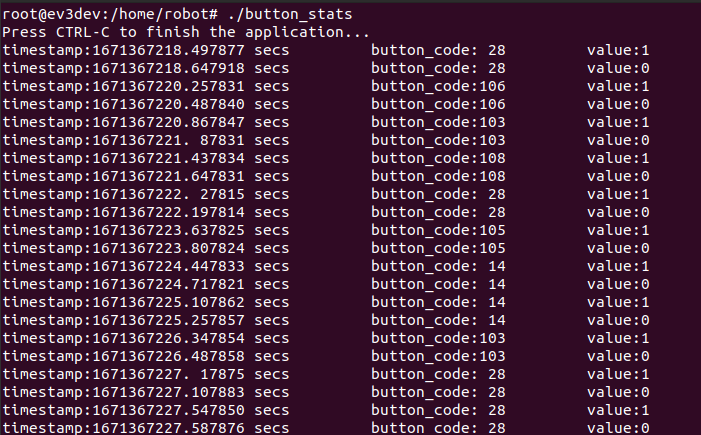 root@ev3dev:/home/robot# ./button_stats
Press CTRL-C to finish the application...
timestamp:1671367218.497877 secs button_code: 28 value:1
timestamp:1671367218.647918 secs button_code: 28 value:0
timestamp:1671367220.257831 secs button_code:106 value:1
timestamp:1671367220.487840 secs button_code:106 value:0
timestamp:1671367220.867847 secs button_code:103 value:1
timestamp:1671367221. 87831 secs button_code:103 value:0
timestamp:1671367221.437834 secs button_code:108 value:1
timestamp:1671367221.647831 secs button_code:108 value:0
timestamp:1671367222. 27815 secs button_code: 28 value:1
timestamp:1671367222.197814 secs button_code: 28 value:0
timestamp:1671367223.637825 secs button_code:105 value:1
timestamp:1671367223.807824 secs button_code:105 value:0
timestamp:1671367224.447833 secs button_code: 14 value:1
timestamp:1671367224.717821 secs button_code: 14 value:0
timestamp:1671367225.107862 secs button_code: 14 value:1
timestamp:1671367225.257857 secs button_code: 14 value:0
timestamp:1671367226.347854 secs button_code:103 value:1
timestamp:1671367226.487858 secs button_code:103 value:0
timestamp:1671367227. 17875 secs button_code: 28 value:1
timestamp:1671367227.107883 secs button_code: 28 value:0
timestamp:1671367227.547850 secs button_code: 28 value:1
timestamp:1671367227.587876 secs button_code: 28 value:0